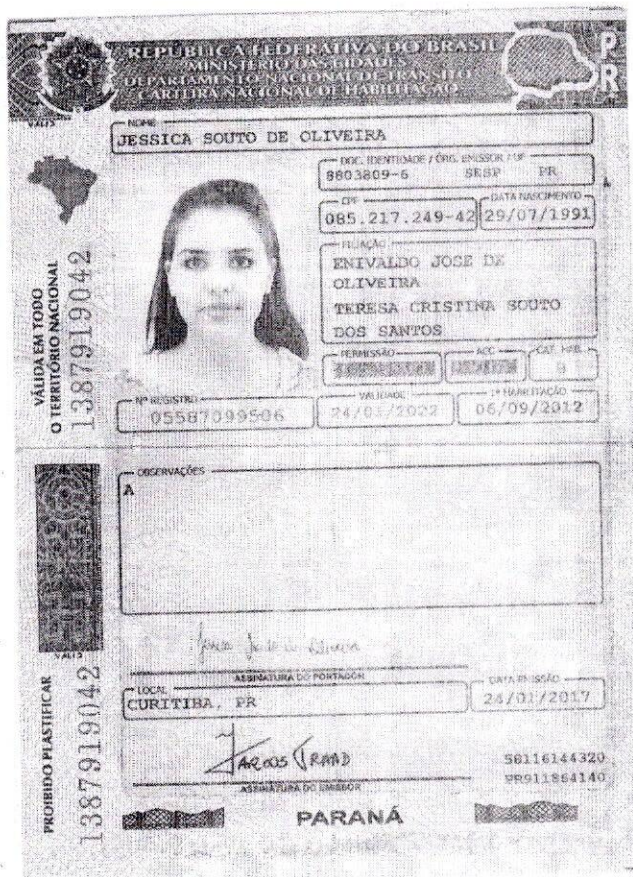 REPÚBLICA FEDERATIVA DO BRASIL
MINISTÉRIO DAS CIDADES
DEPARTAMENTO NACIONAL DE TRÂNSITO
CARTEIRA NACIONAL DE HABILITAÇÃO
PR
NOME
JESSICA SOUTO DE OLIVEIRA
DOC. IDENTIDADE / ÓRG. EMISSOR / UF
8803809-6 SESP PR
CPF
085.217.249-42
DATA NASCIMENTO
29/07/1991
FILIAÇÃO
ENIVALDO JOSE DE
OLIVEIRA
TERESA CRISTINA SOUTO
DOS SANTOS
PERMISSÃO
ACC
CAT. HAB.
Nº REGISTRO
05587099506
VALIDADE
1ª HABILITAÇÃO
06/09/2012
VÁLIDA EM TODO
O TERRITÓRIO NACIONAL
1387919042
OBSERVAÇÕES
A
ASSINATURA DO PORTADOR
LOCAL
CURITIBA, PR
DATA EMISSÃO
24/01/2017
ASSINATURA DO EMISSOR
58116144320
PR911864140
PROIBIDO PLASTIFICAR
1387919042
PARANÁ